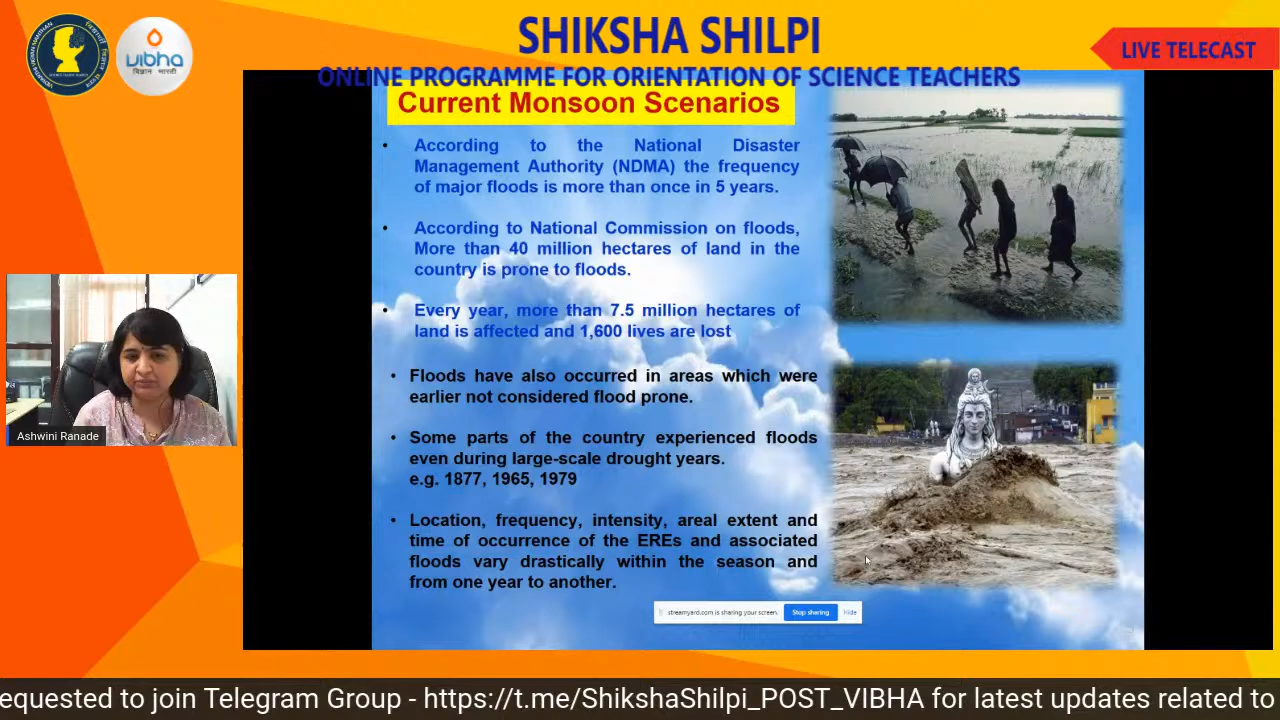 SHIKSHA SHILPI
ONLINE PROGRAMME FOR ORIENTATION OF SCIENCE TEACHERS
LIVE TELECAST
vibha
विज्ञान भारती
Current Monsoon Scenarios
• According to the National Disaster
Management Authority (NDMA) the frequency
of major floods is more than once in 5 years.
• According to National Commission on floods,
More than 40 million hectares of land in the
country is prone to floods.
• Every year, more than 7.5 million hectares of
land is affected and 1,600 lives are lost
• Floods have also occurred in areas which were
earlier not considered flood prone.
• Some parts of the country experienced floods
even during large-scale drought years.
e.g. 1877, 1965, 1979
• Location, frequency, intensity, areal extent and
time of occurrence of the EREs and associated
floods vary drastically within the season and
from one year to another.
Ashwini Ranade
streamyard.com is sharing your screen.
Stop sharing
Hide
equested to join Telegram Group - https://t.me/ShikshaShilpi_POST_VIBHA for latest updates related to